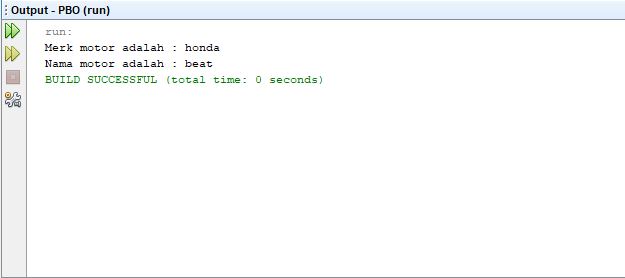 Output - PBO (run)
run:
Merk motor adalah : honda
Nama motor adalah : beat
BUILD SUCCESSFUL (total time: 0 seconds)